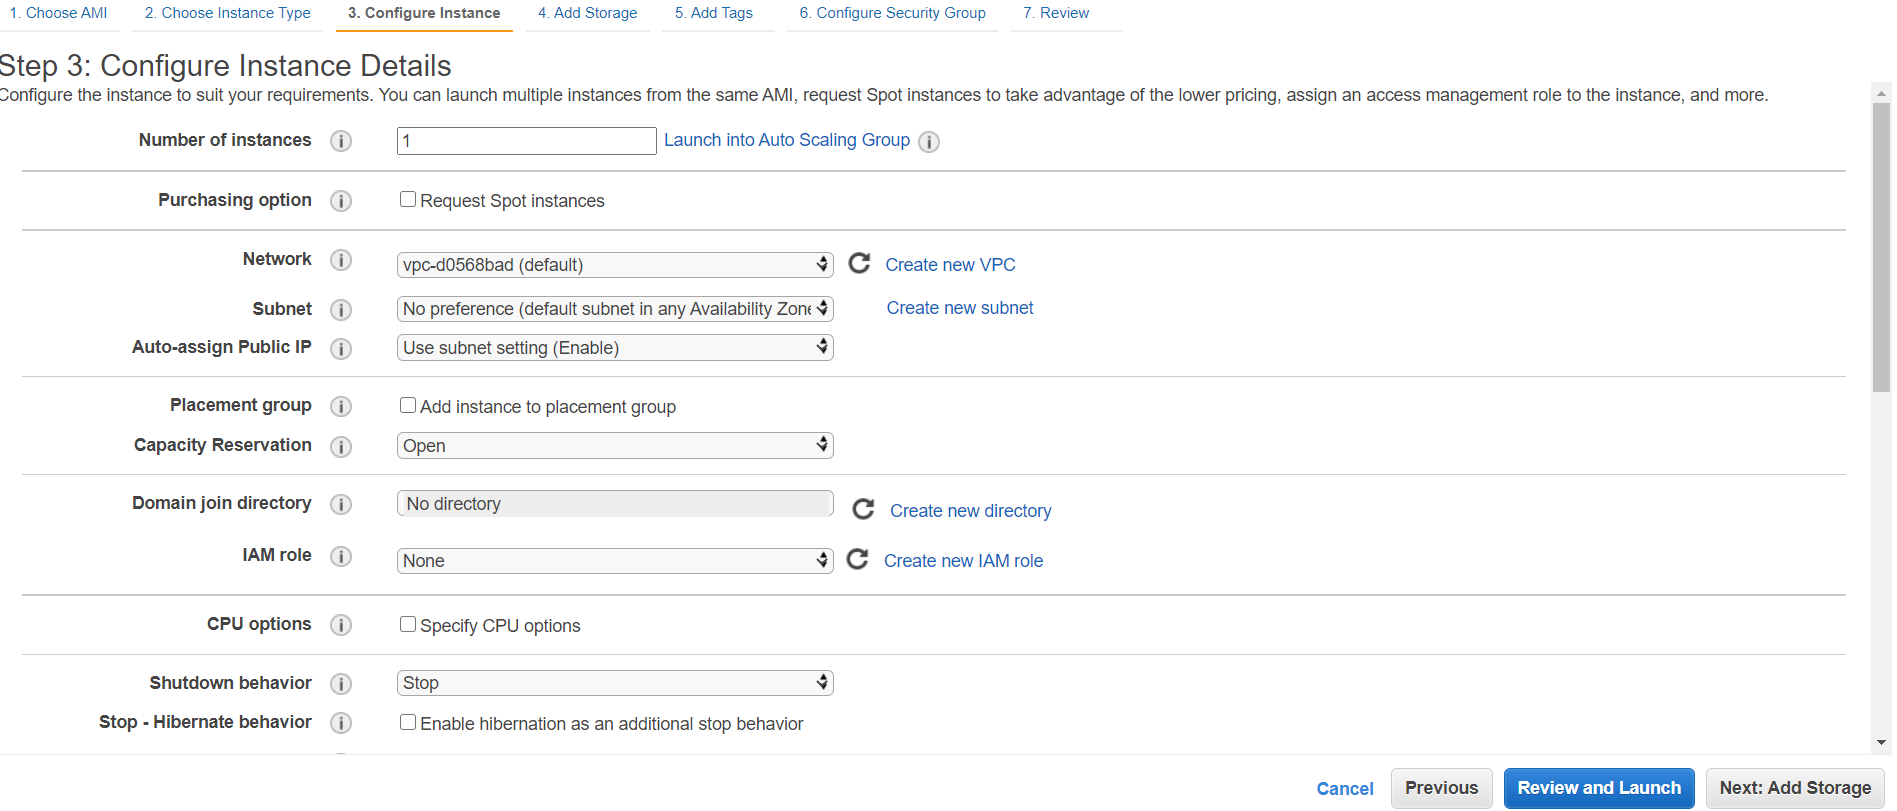 1. Choose AMI 2. Choose Instance Type 3. Configure Instance 4. Add Storage 5. Add Tags 6. Configure Security Group 7. Review
Step 3: Configure Instance Details
Configure the instance to suit your requirements. You can launch multiple instances from the same AMI, request Spot instances to take advantage of the lower pricing, assign an access management role to the instance, and more.
Number of instances i 1 Launch into Auto Scaling Group i
Purchasing option i Request Spot instances
Network i vpc-d0568bad (default) Create new VPC
Subnet i No preference (default subnet in any Availability Zone Create new subnet
Auto-assign Public IP i Use subnet setting (Enable)
Placement group i Add instance to placement group
Capacity Reservation i Open
Domain join directory i No directory Create new directory
IAM role i None Create new IAM role
CPU options i Specify CPU options
Shutdown behavior i Stop
Stop - Hibernate behavior i Enable hibernation as an additional stop behavior
Cancel Previous Review and Launch Next: Add Storage